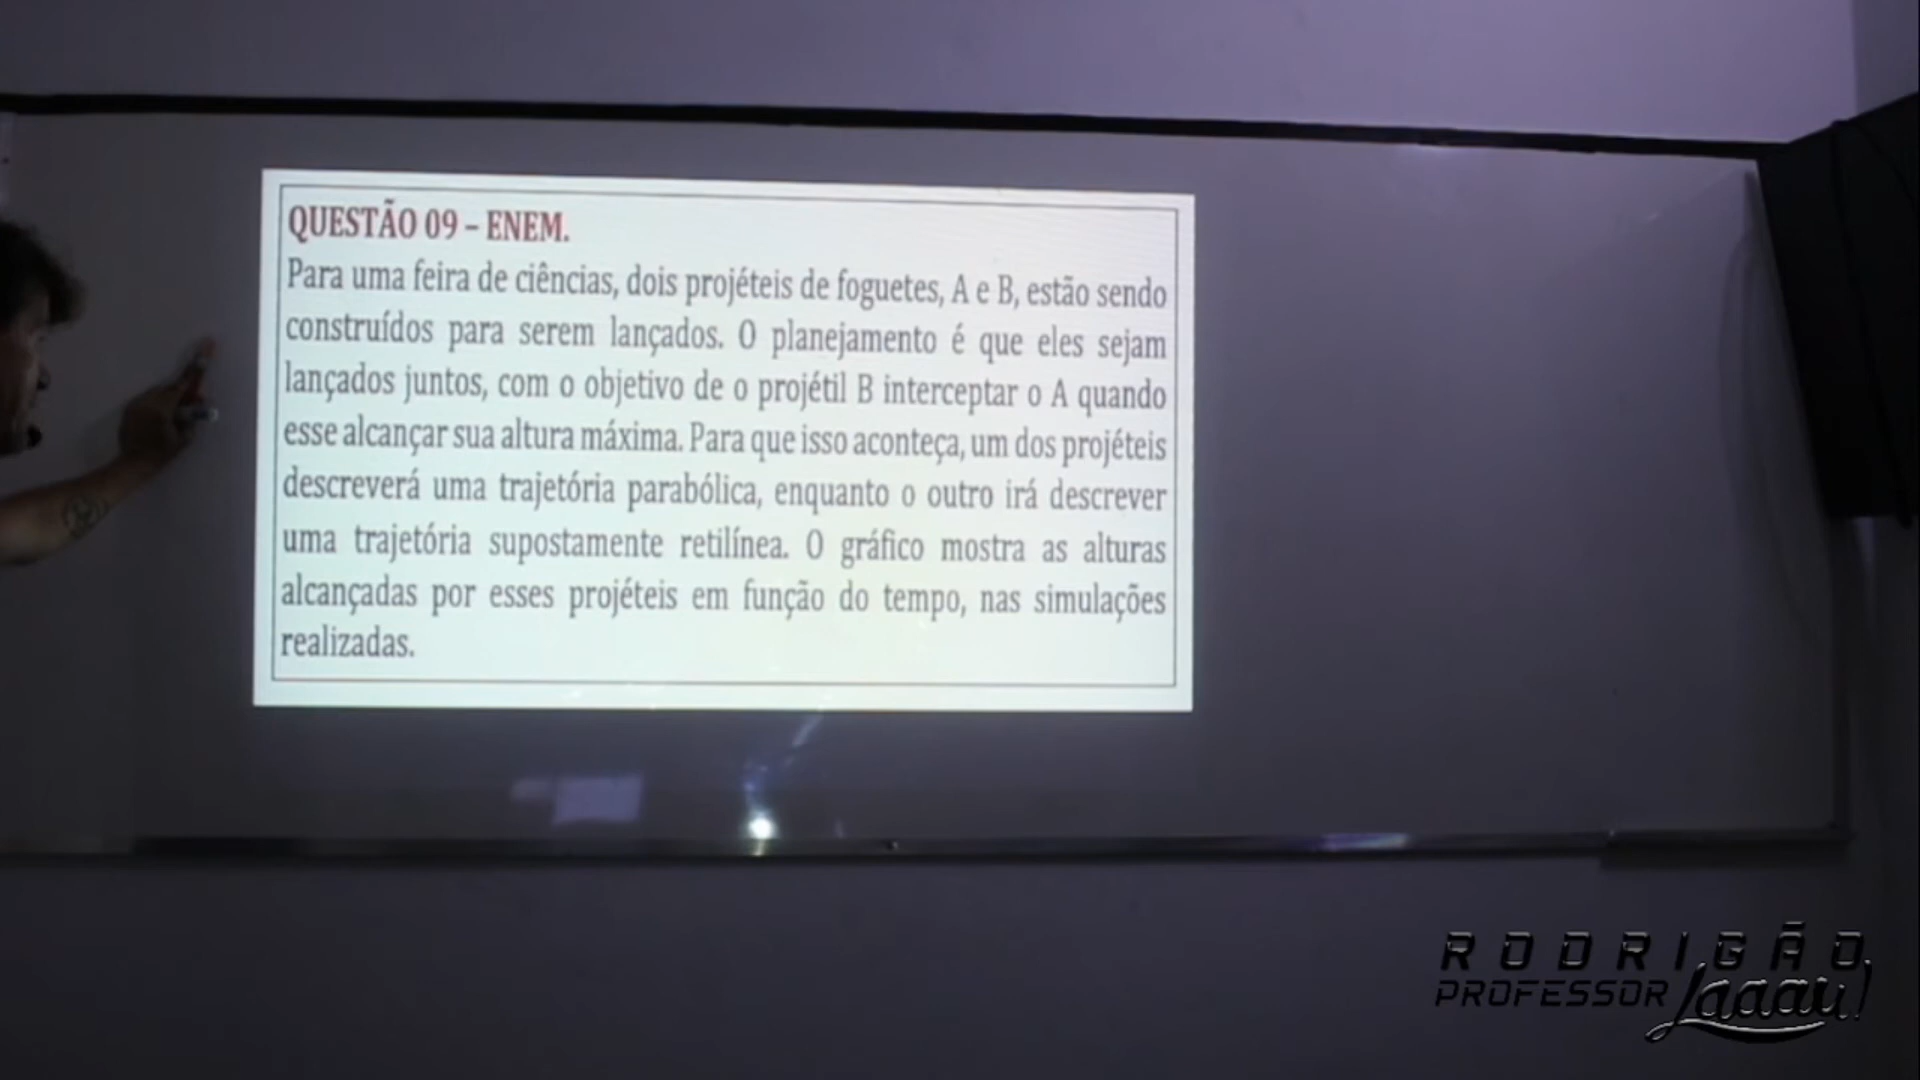 QUESTÃO 09 – ENEM.
Para uma feira de ciências, dois projéteis de foguetes, A e B, estão sendo
construídos para serem lançados. O planejamento é que eles sejam
lançados juntos, com o objetivo de o projétil B interceptar o A quando
esse alcançar sua altura máxima. Para que isso aconteça, um dos projéteis
descreverá uma trajetória parabólica, enquanto o outro irá descrever
uma trajetória supostamente retilínea. O gráfico mostra as alturas
alcançadas por esses projéteis em função do tempo, nas simulações
realizadas.
RODRIGÃO
PROFESSOR Laaau!